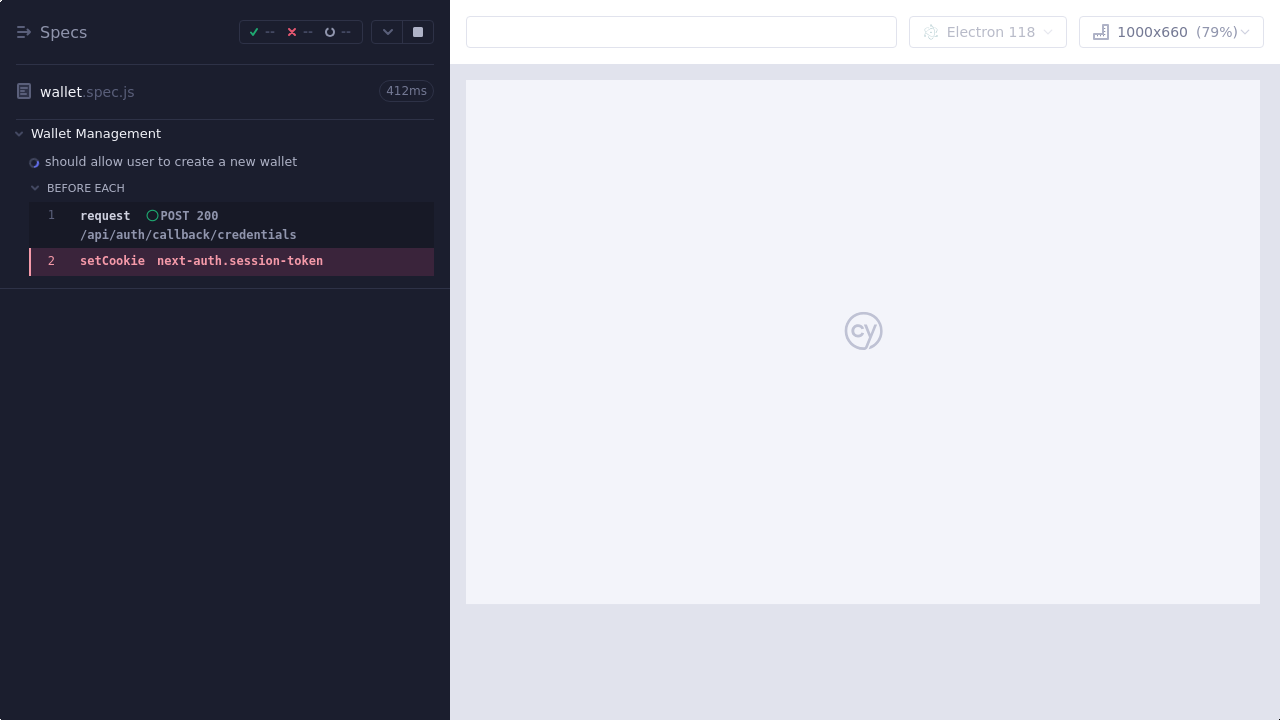 Specs
--
--
--
Electron 118
1000x660 (79%)
wallet.spec.js
412ms
Wallet Management
should allow user to create a new wallet
BEFORE EACH
1 request POST 200
/api/auth/callback/credentials
2 setCookie next-auth.session-token
cy